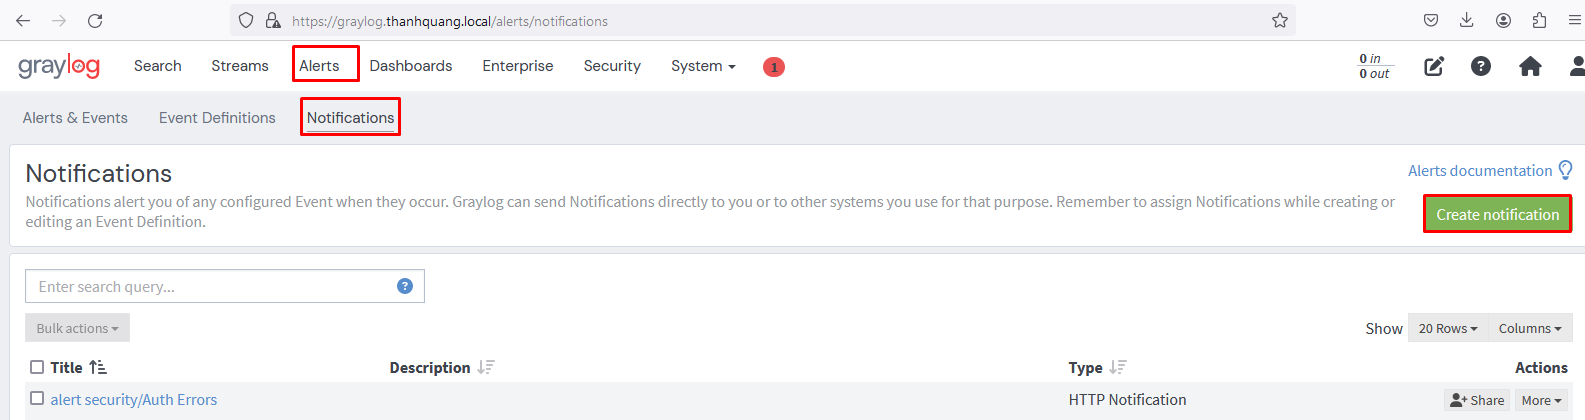 https://graylog.thanhquang.local/alerts/notifications
graylog Search Streams Alerts Dashboards Enterprise Security System 1 0 in
0 out
Alerts & Events Event Definitions Notifications
Notifications
Alerts documentation
Notifications alert you of any configured Event when they occur. Graylog can send Notifications directly to you or to other systems you use for that purpose. Remember to assign Notifications while creating or
editing an Event Definition.
Create notification
Enter search query... ?
Bulk actions Show 20 Rows Columns
Title Description Type Actions
alert security/Auth Errors HTTP Notification Share More